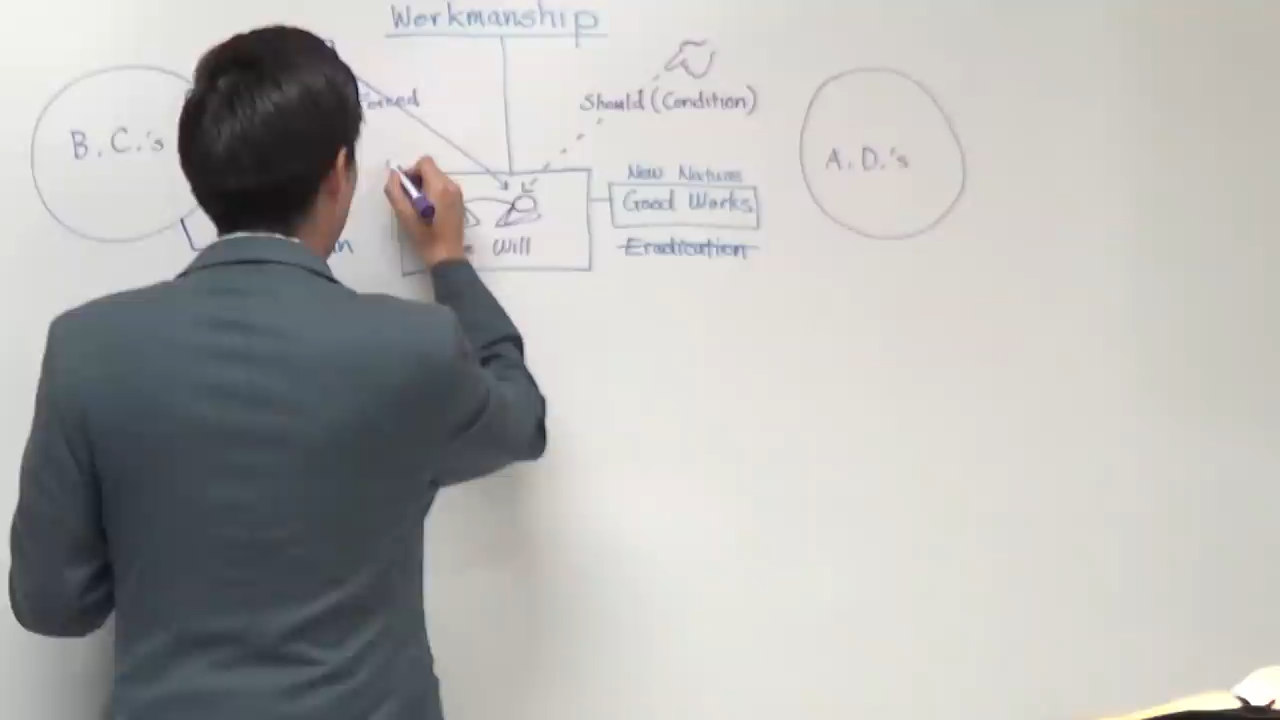 Workmanship
Should (Condition)
B. C.'s
A. D.'s
New Nature
Good Works
Will
Eradication